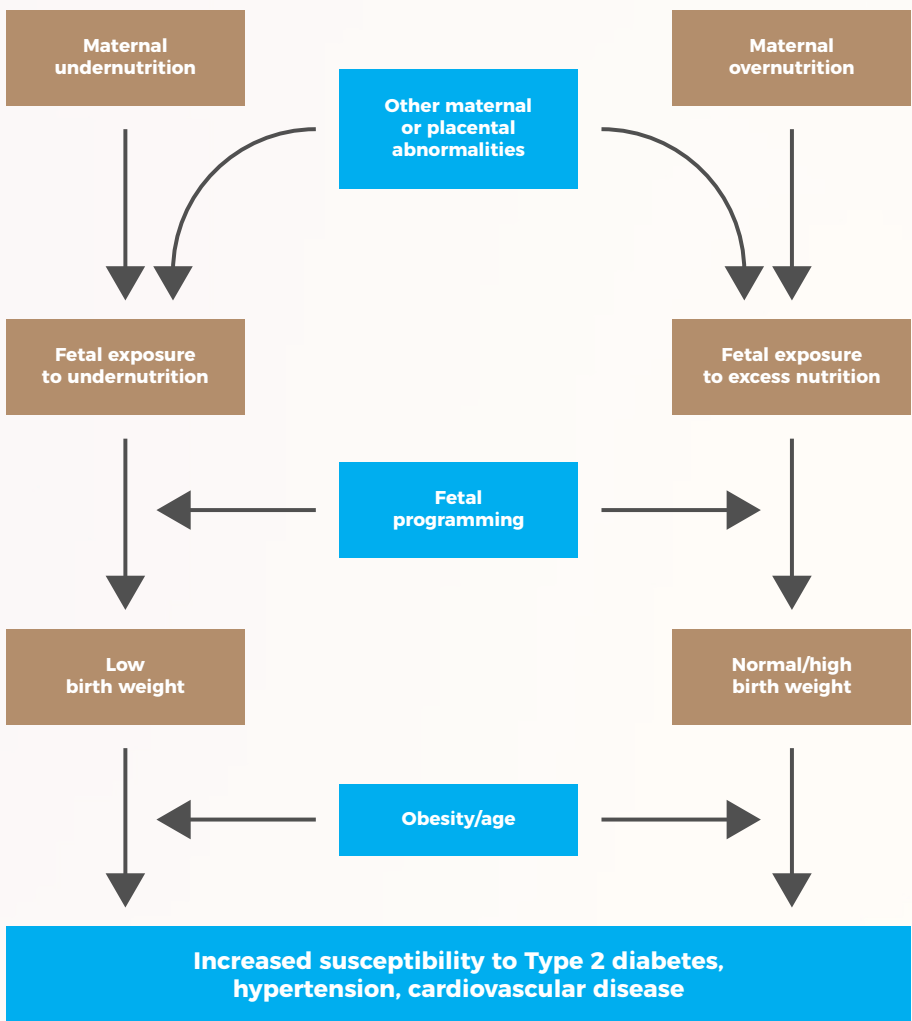 Maternal
undernutrition
Maternal
overnutrition
Other maternal
or placental
abnormalities
Fetal exposure
to undernutrition
Fetal exposure
to excess nutrition
Fetal
programming
Low
birth weight
Normal/high
birth weight
Obesity/age
Increased susceptibility to Type 2 diabetes,
hypertension, cardiovascular disease